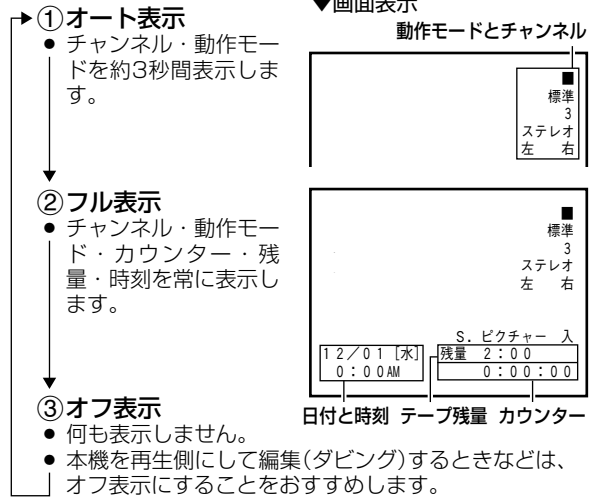 ①オート表示
● チャンネル・動作モー
ドを約3秒間表示しま
す。
▼画面表示
動作モードとチャンネル
■
標準
3
ステレオ
左 右
②フル表示
● チャンネル・動作モー
ド・カウンター・残
量・時刻を常に表示し
ます。
■
標準
3
ステレオ
左 右
S. ピクチャー 入
12/01 [水]
0:00AM
残量 2:00
0:00:00
日付と時刻 テープ残量 カウンター
③オフ表示
● 何も表示しません。
● 本機を再生側にして編集(ダビング)するときなどは、
オフ表示にすることをおすすめします。